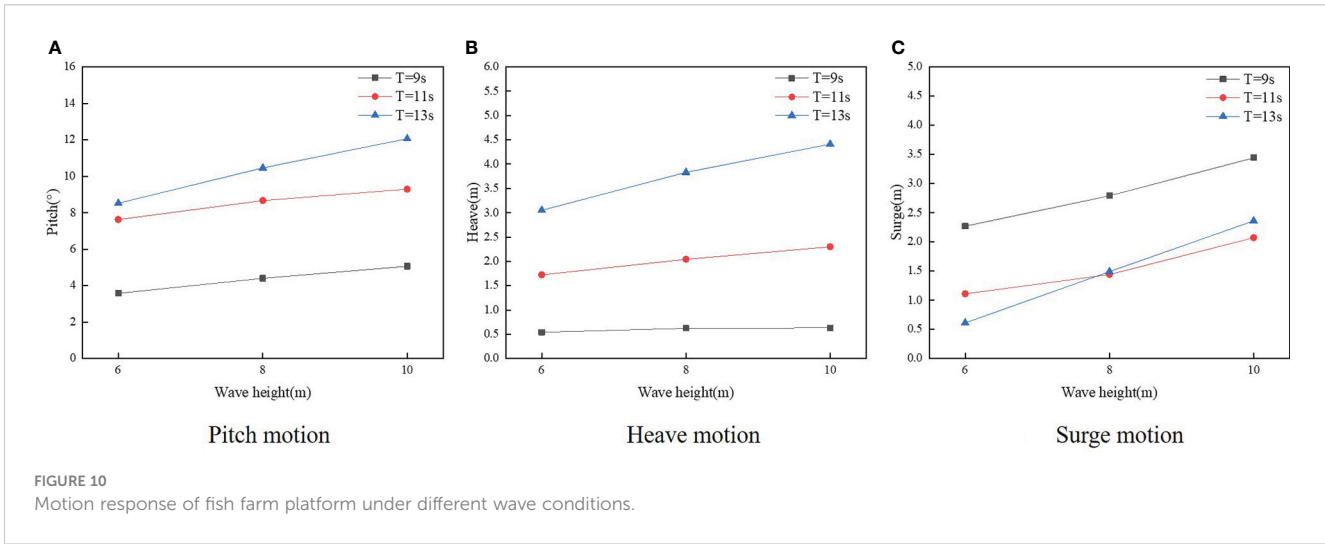 A
16
14
12
10
8
6
4
2
0
Pitch(°)
6
8
10
Wave height(m)
T=9s
T=11s
T=13s
Pitch motion
B
6.0
5.5
5.0
4.5
4.0
3.5
3.0
2.5
2.0
1.5
1.0
0.5
0.0
Heave(m)
6
8
10
Wave height(m)
T=9s
T=11s
T=13s
Heave motion
C
5.0
4.5
4.0
3.5
3.0
2.5
2.0
1.5
1.0
0.5
0.0
Surge(m)
6
8
10
Wave height(m)
T=9s
T=11s
T=13s
Surge motion
FIGURE 10
Motion response of fish farm platform under different wave conditions.